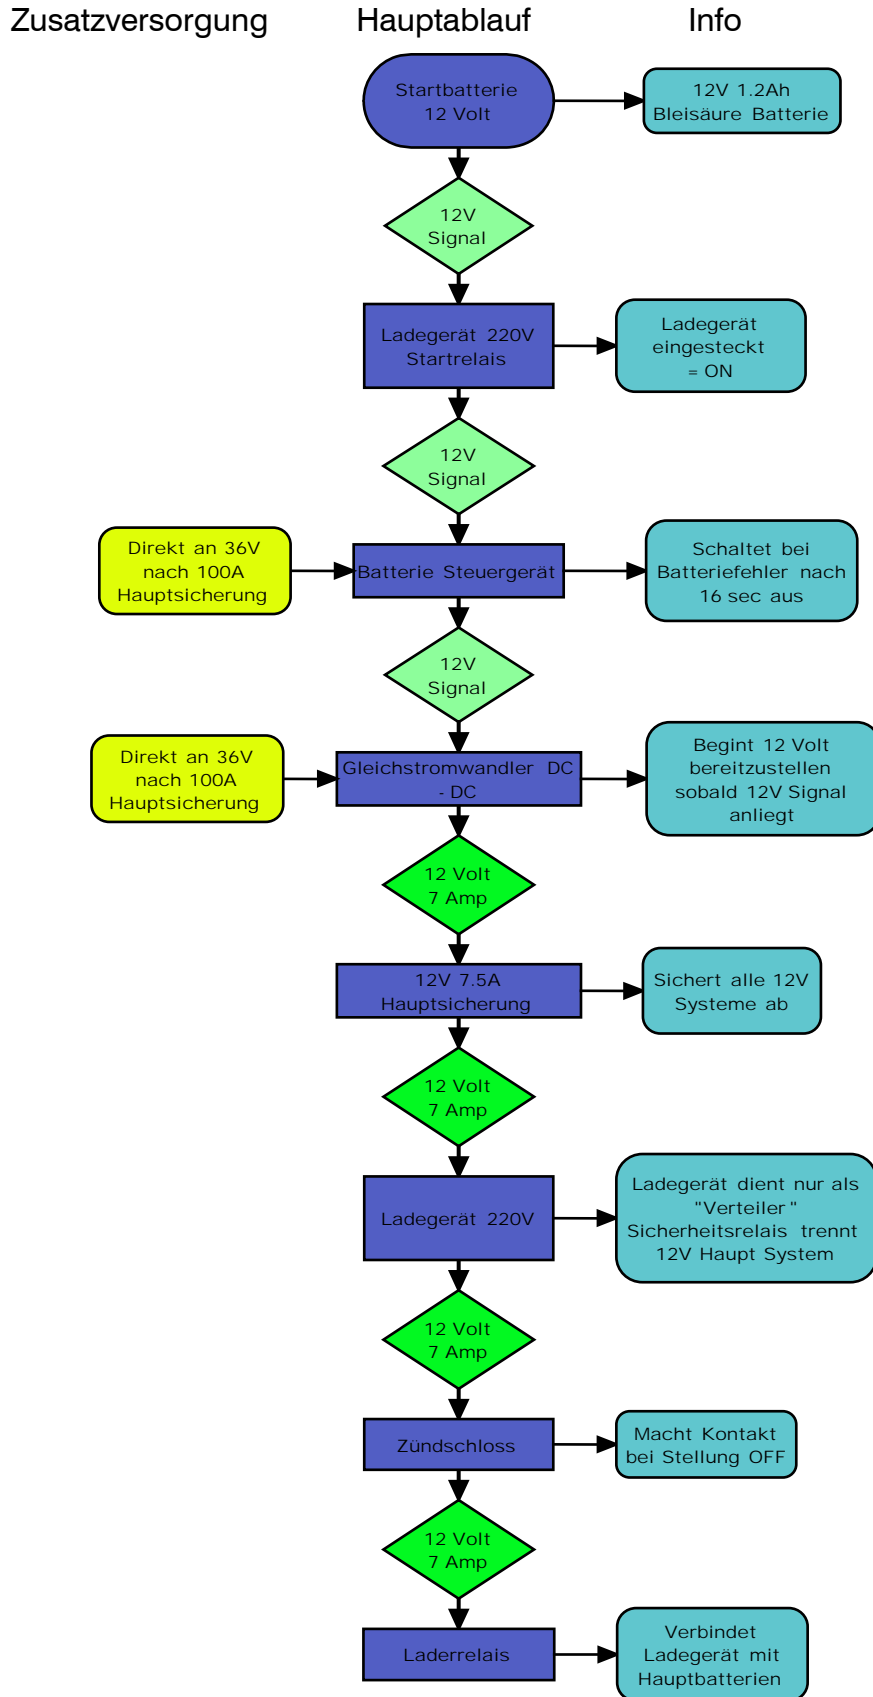 Zusatzversorgung
Hauptablauf
Info
Startbatterie
12 Volt
12V 1.2Ah
Bleisäure Batterie
12V
Signal
Ladegerät 220V
Startrelais
Ladegerät
eingesteckt
= ON
12V
Signal
Direkt an 36V
nach 100A
Hauptsicherung
Batterie Steuergerät
Schaltet bei
Batteriefehler nach
16 sec aus
12V
Signal
Direkt an 36V
nach 100A
Hauptsicherung
Gleichstromwandler DC
- DC
Begint 12 Volt
bereitzustellen
sobald 12V Signal
anliegt
12 Volt
7 Amp
12V 7.5A
Hauptsicherung
Sichert alle 12V
Systeme ab
12 Volt
7 Amp
Ladegerät 220V
Ladegerät dient nur als
"Verteiler"
Sicherheitsrelais trennt
12V Haupt System
12 Volt
7 Amp
Zündschloss
Macht Kontakt
bei Stellung OFF
12 Volt
7 Amp
Laderrelais
Verbindet
Ladegerät mit
Hauptbatterien